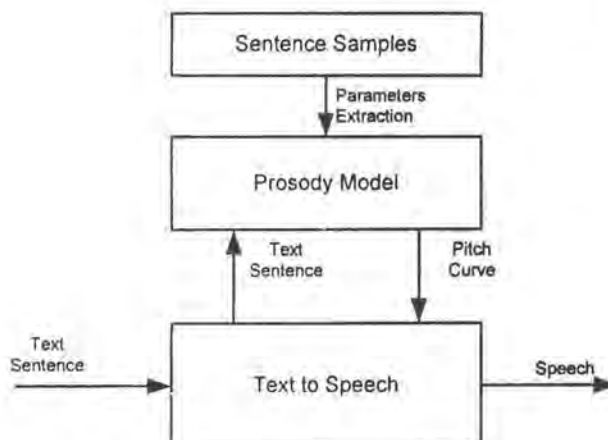 Sentence Samples
Parameters
Extraction
Prosody Model
Text
Sentence
Pitch
Curve
Text
Sentence
Text to Speech
Speech